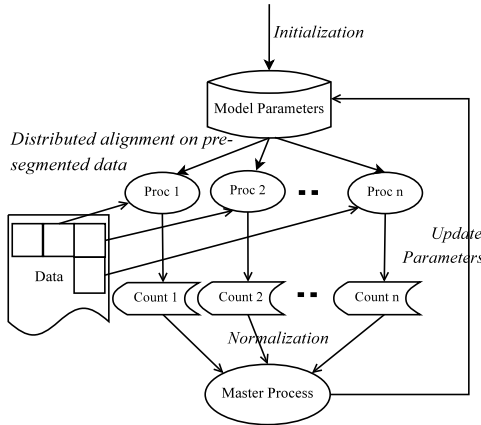 Initialization
Model Parameters
Distributed alignment on pre-
segmented data
Proc 1
Proc 2
Proc n
Data
Update
Parameters
Count 1
Count 2
Count n
Normalization
Master Process